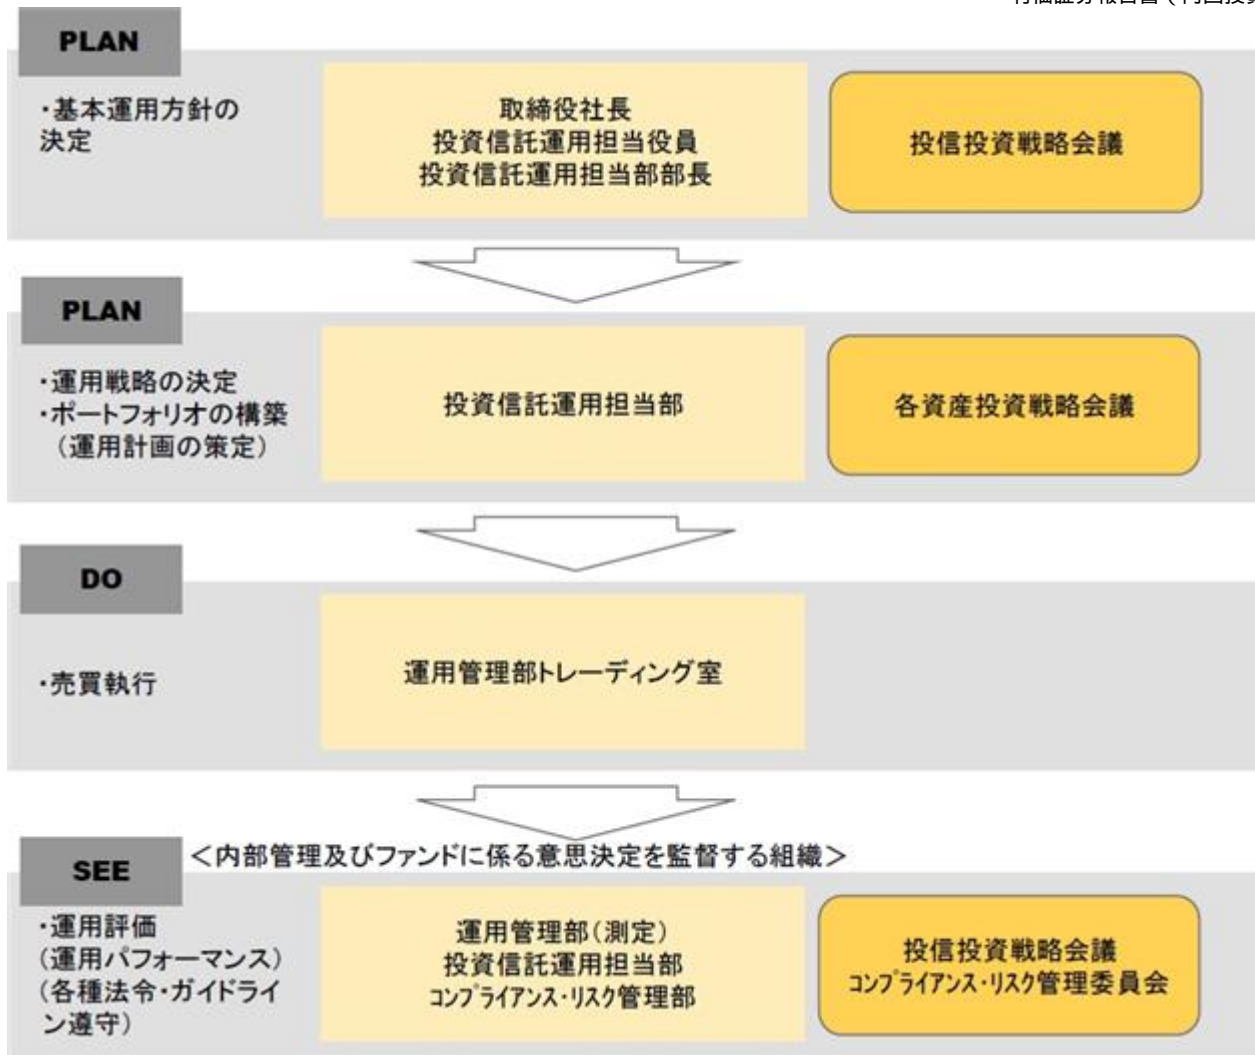 PLAN
・基本運用方針の
決定
取締役社長
投資信託運用担当役員
投資信託運用担当部部長
投信投資戦略会議
PLAN
・運用戦略の決定
・ポートフォリオの構築
（運用計画の策定）
投資信託運用担当部
各資産投資戦略会議
DO
・売買執行
運用管理部トレーディング室
SEE
＜内部管理及びファンドに係る意思決定を監督する組織＞
・運用評価
(運用パフォーマンス)
(各種法令・ガイドライ
ン遵守)
運用管理部(測定)
投資信託運用担当部
ｺﾝﾌﾟﾗｲｱﾝｽ・ﾘｽｸ管理部
投信投資戦略会議
ｺﾝﾌﾟﾗｲｱﾝｽ・ﾘｽｸ管理委員会